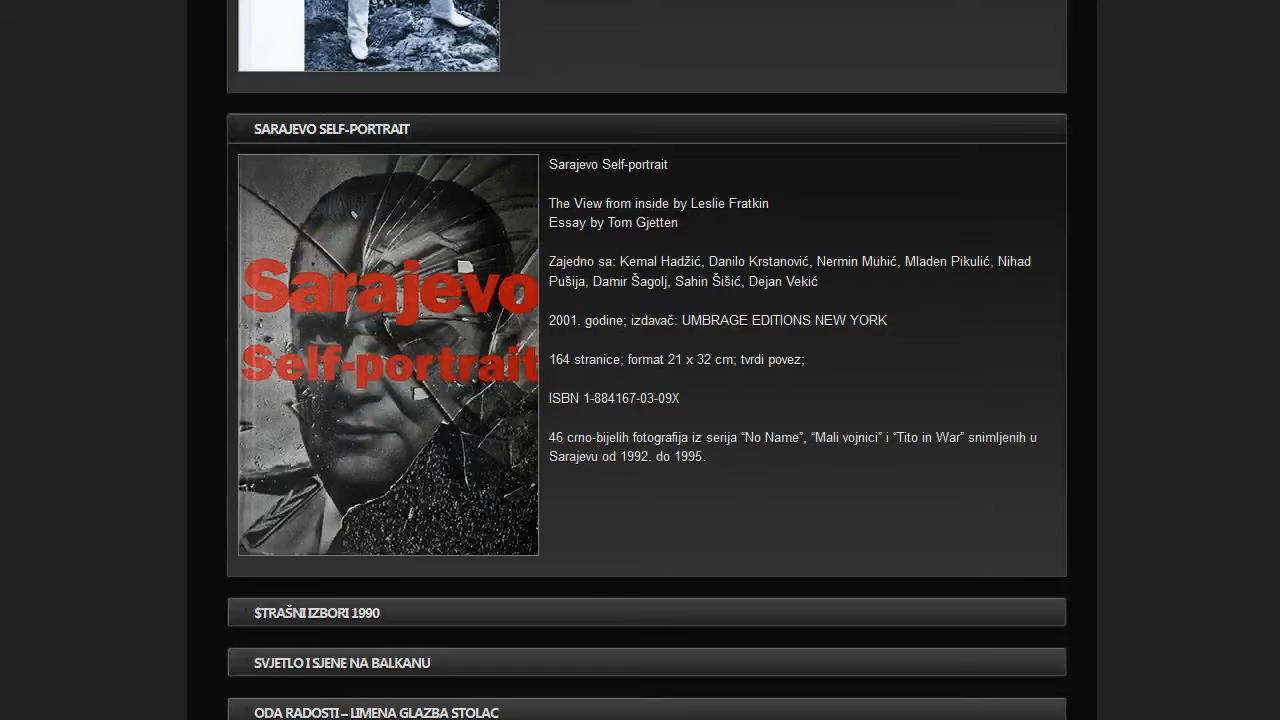 SARAJEVO SELF-PORTRAIT
Sarajevo
Self-portrait
Sarajevo Self-portrait
The View from inside by Leslie Fratkin
Essay by Tom Gjetten
Zajedno sa: Kemal Hadžić, Danilo Krstanović, Nermin Muhić, Mladen Pikulić, Nihad
Pušija, Damir Šagolj, Sahin Šišić, Dejan Vekić
2001. godine; izdavač: UMBRAGE EDITIONS NEW YORK
164 stranice; format 21 x 32 cm; tvrdi povez;
ISBN 1-884167-03-09X
46 crno-bijelih fotografija iz serija “No Name”, “Mali vojnici” i “Tito in War” snimljenih u
Sarajevu od 1992. do 1995.
$TRAŠNI IZBORI 1990
SVJETLO I SJENE NA BALKANU
ODA RADOSTI – LIMENA GLAZBA STOLAC